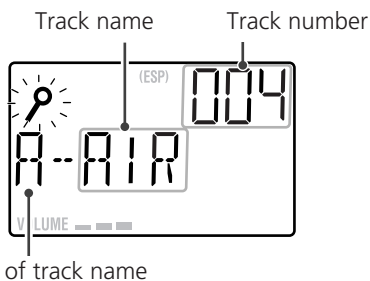 Track name Track number
(ESP) 004
A--AIR
VOLUME
of track name